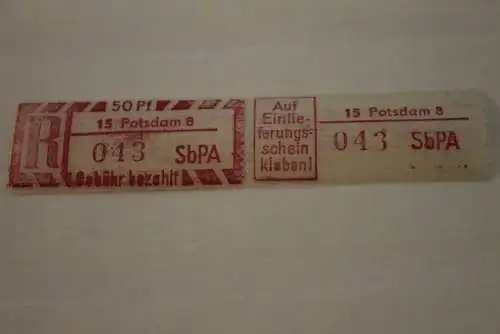 50 Pf
R
15 Potsdam 8
043 SbPA
Gebühr bezahlt
Auf
Einlie-
ferungs-
schein
kleben!
15 Potsdam 8
043 SbPA